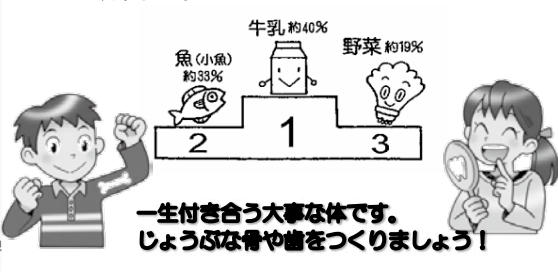 牛乳約40%
魚(小魚)
約33%
野菜約19%
2
1
3
一生付き合う大事な体です。
じょうぶな骨や歯をつくりましょう!